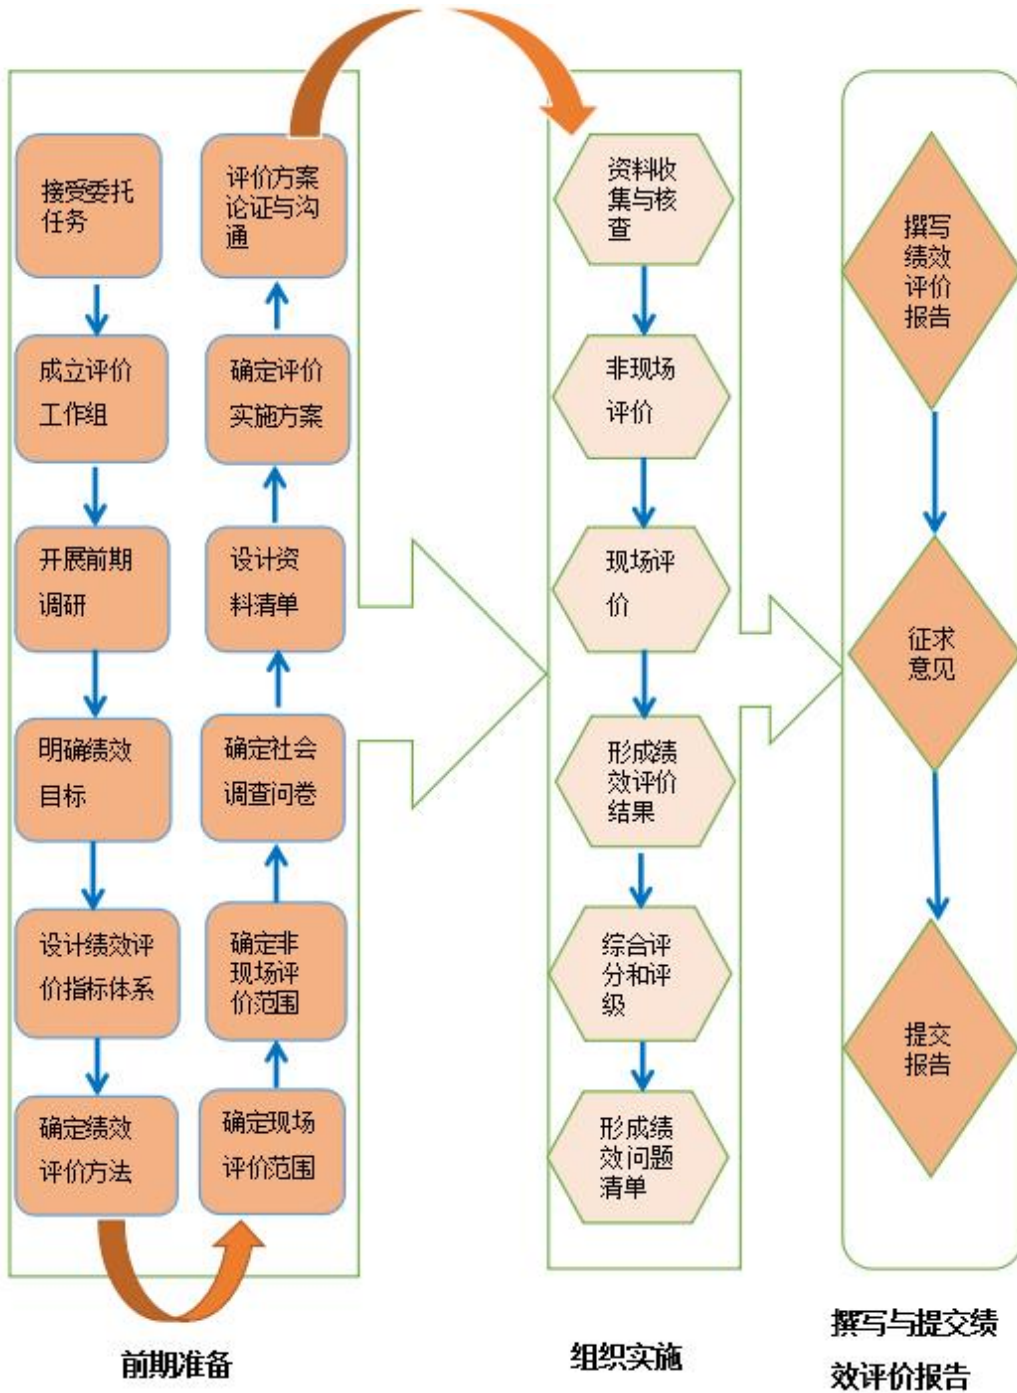 接受委托
任务
成立评价
工作组
开展前期
调研
明确绩效
目标
设计绩效评
价指标体系
确定绩效
评价方法
确定现场
评价范围
确定非
现场评
价范围
确定社会
调查问卷
设计资
料清单
确定评价
实施方案
评价方案
论证与沟
通
资料收
集与核
查
非现场
评价
现场评
价
形成绩
效评价
结果
综合评
分和评
级
形成绩
效问题
清单
撰写
绩效
评价
报告
征求
意见
提交
报告
前期准备
组织实施
撰写与提交绩
效评价报告